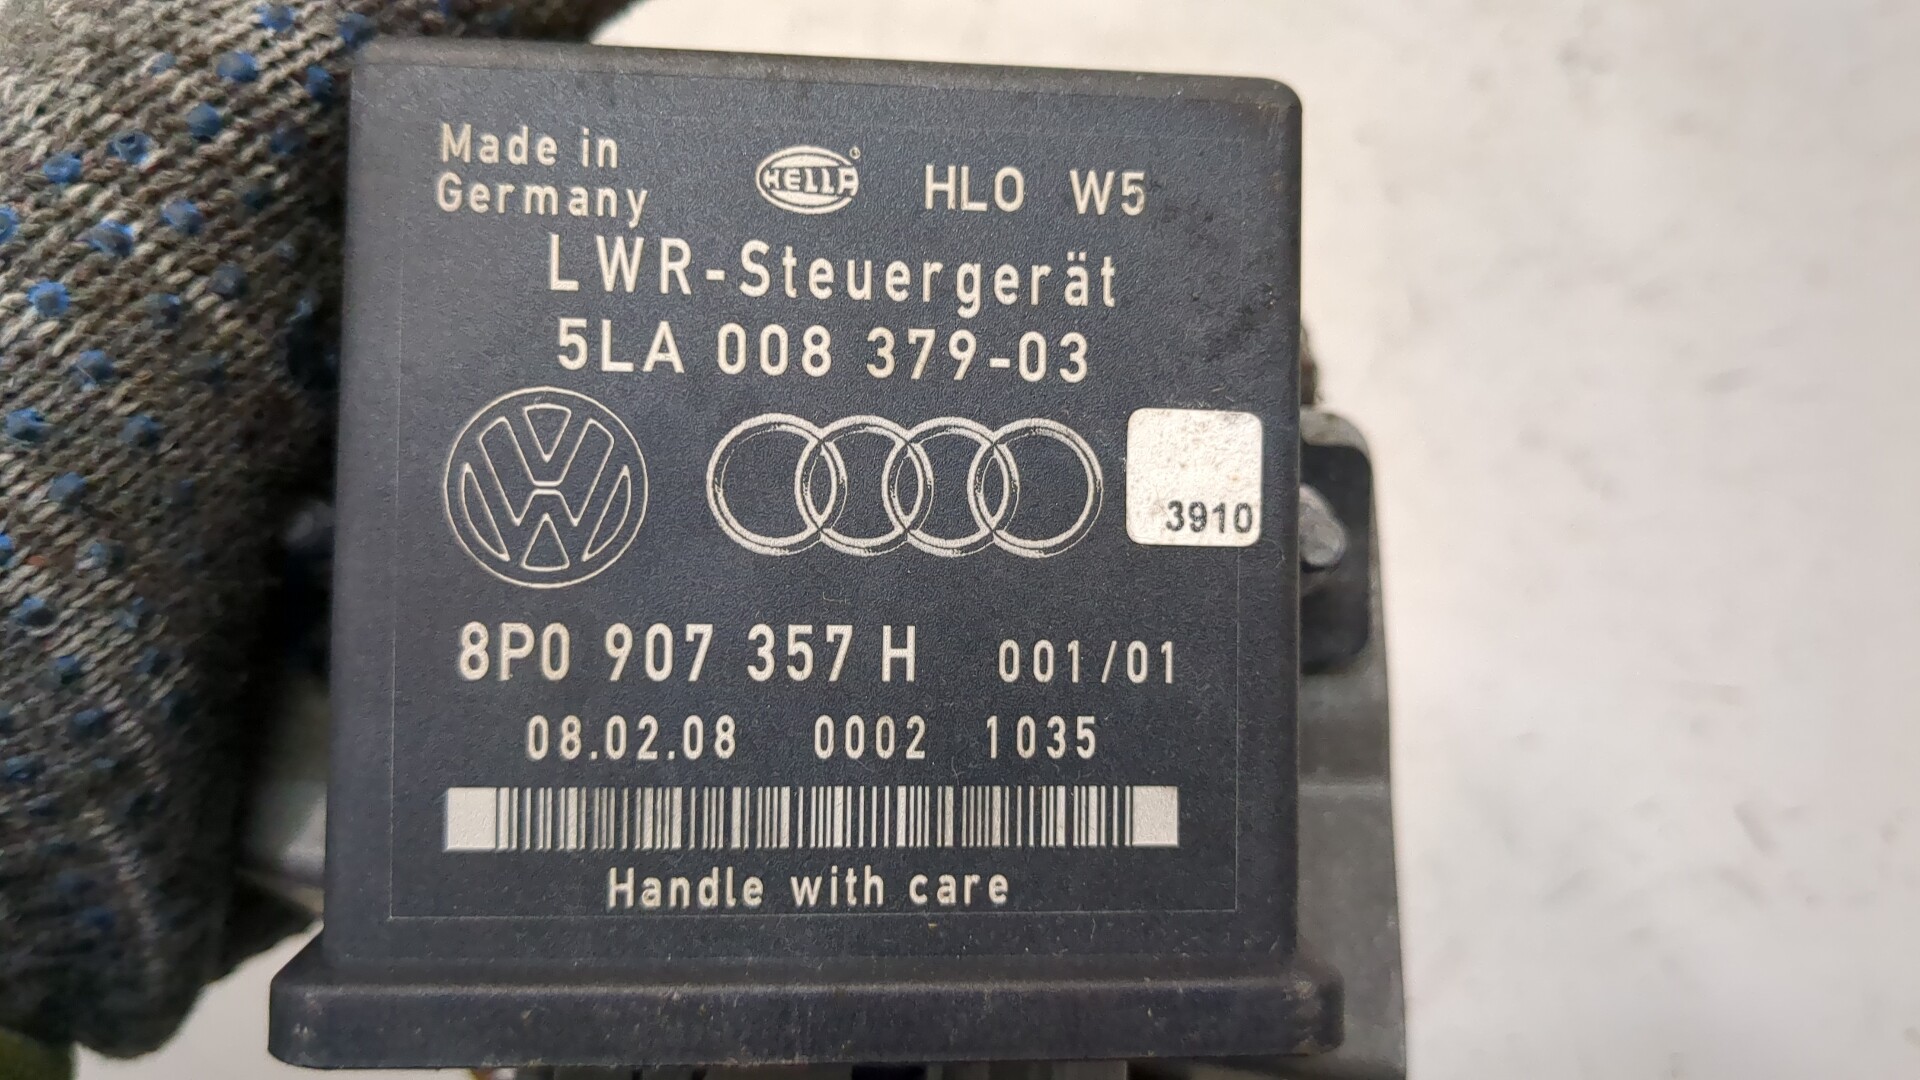 Made in
Germany
HELLA HLO W5
LWR-Steuergerät
5LA 008 379-03
3910
8P0 907 357 H 001/01
08.02.08 0002 1035
Handle with care